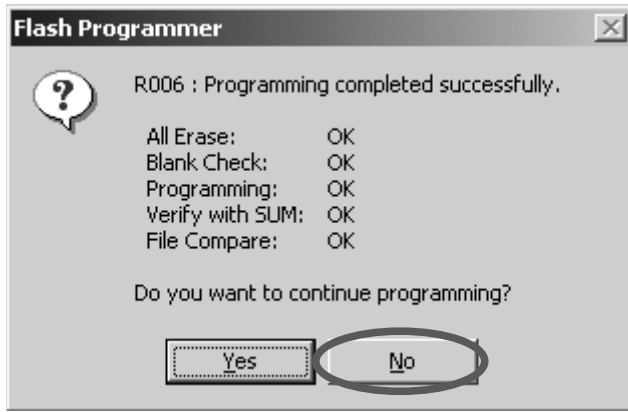 Flash Programmer
R006 : Programming completed successfully.
All Erase: OK
Blank Check: OK
Programming: OK
Verify with SUM: OK
File Compare: OK
Do you want to continue programming?
Yes No